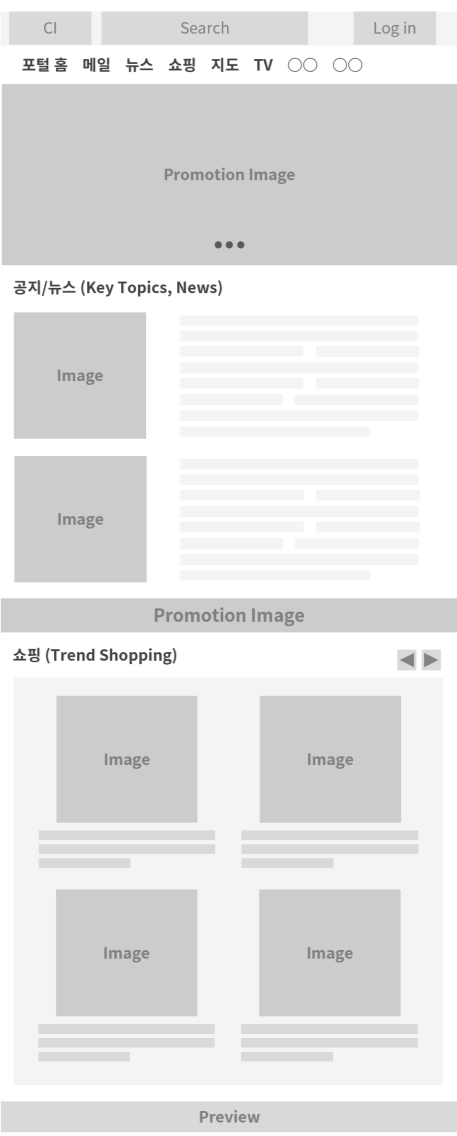 CI Search Log in
포털 홈 메일 뉴스 쇼핑 지도 TV ○○ ○○
Promotion Image
공지/뉴스 (Key Topics, News)
Image
Image
Promotion Image
쇼핑 (Trend Shopping)
Image Image
Image Image
Preview